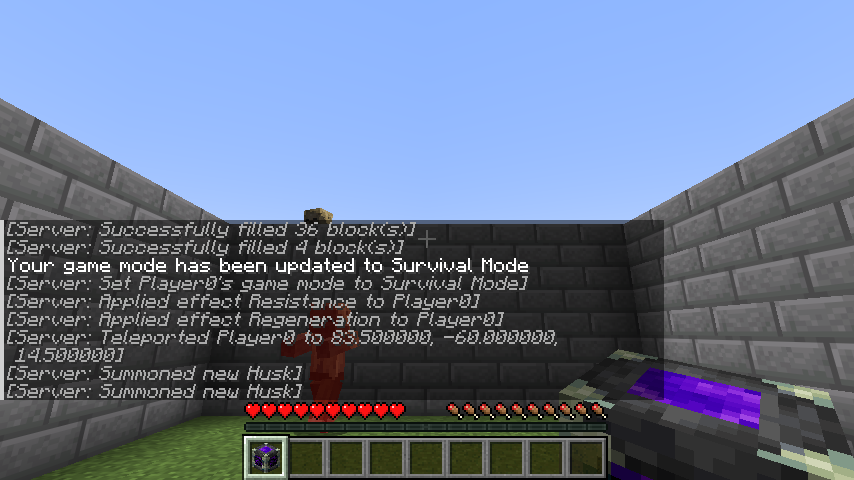 [Server: Successfully filled 36 block(s)]
[Server: Successfully filled 4 block(s)]
Your game mode has been updated to Survival Mode
[Server: Set Player0's game mode to Survival Mode]
[Server: Applied effect Resistance to Player0]
[Server: Applied effect Regeneration to Player0]
[Server: Teleported Player0 to 83.500000, -60.000000,
14.500000]
[Server: Summoned new Husk]
[Server: Summoned new Husk]